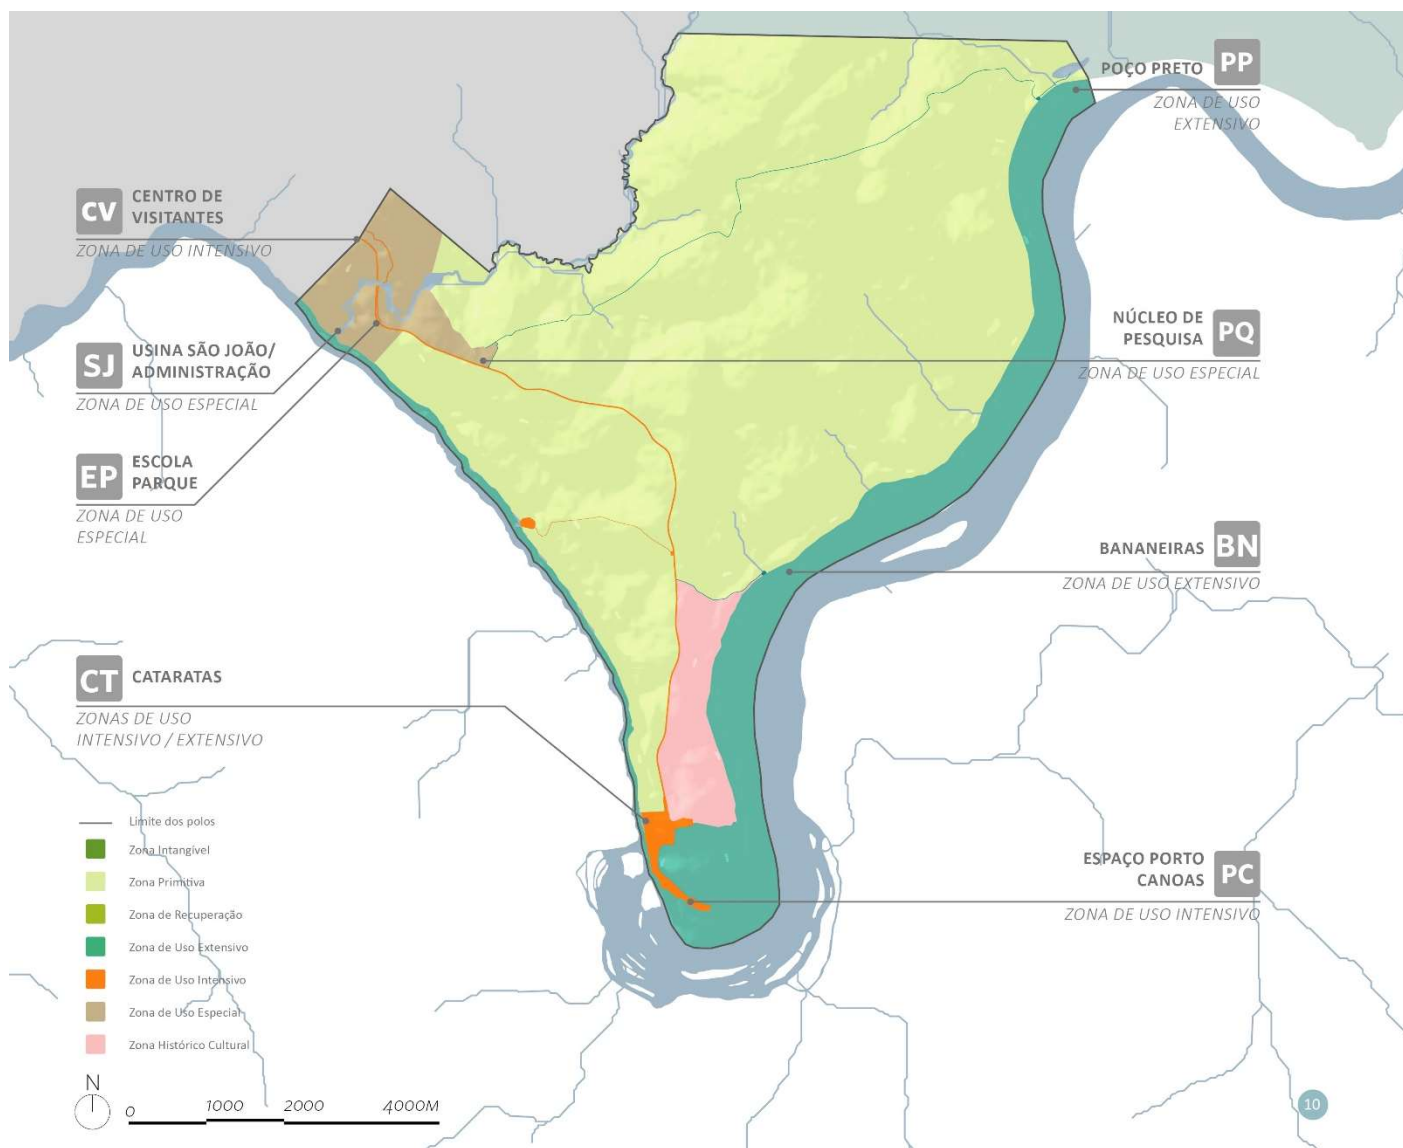 PP
POÇO PRETO
ZONA DE USO
EXTENSIVO
CV
CENTRO DE
VISITANTES
ZONA DE USO INTENSIVO
SJ
USINA SÃO JOÃO/
ADMINISTRAÇÃO
ZONA DE USO ESPECIAL
NÚCLEO DE
PESQUISA
PQ
ZONA DE USO ESPECIAL
EP
ESCOLA
PARQUE
ZONA DE USO
ESPECIAL
BANANEIRAS
BN
ZONA DE USO EXTENSIVO
CT
CATARATAS
ZONAS DE USO
INTENSIVO / EXTENSIVO
ESPAÇO PORTO
CANOAS
PC
ZONA DE USO INTENSIVO
Limite dos polos
Zona Intangível
Zona Primitiva
Zona de Recuperação
Zona de Uso Extensivo
Zona de Uso Intensivo
Zona de Uso Especial
Zona Histórico Cultural
N
0 1000 2000 4000M
10